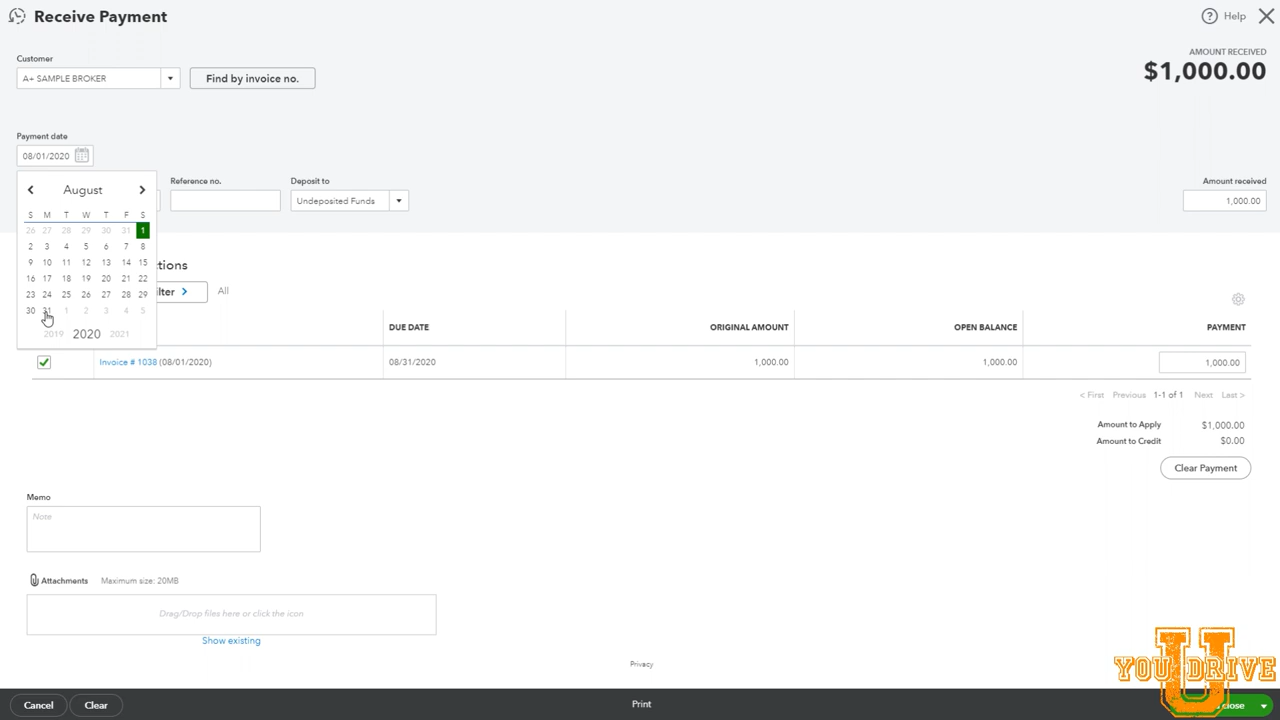 Receive Payment
Help
Customer
A+ SAMPLE BROKER
Find by invoice no.
AMOUNT RECEIVED
$1,000.00
Payment date
08/01/2020
August
S M T W T F S
26 27 28 29 30 31 1
2 3 4 5 6 7 8
9 10 11 12 13 14 15
16 17 18 19 20 21 22
23 24 25 26 27 28 29
30 31 1 2 3 4 5
2019 2020 2021
Reference no.
Deposit to
Undeposited Funds
Amount received
1,000.00
All
DUE DATE ORIGINAL AMOUNT OPEN BALANCE PAYMENT
Invoice # 1038 (08/01/2020) 08/31/2020 1,000.00 1,000.00 1,000.00
< First Previous 1-1 of 1 Next Last >
Amount to Apply $1,000.00
Amount to Credit $0.00
Clear Payment
Memo
Note
Attachments Maximum size: 20MB
Drag/Drop files here or click the icon
Show existing
Privacy
Cancel Clear Print close
YOU DRIVE
U